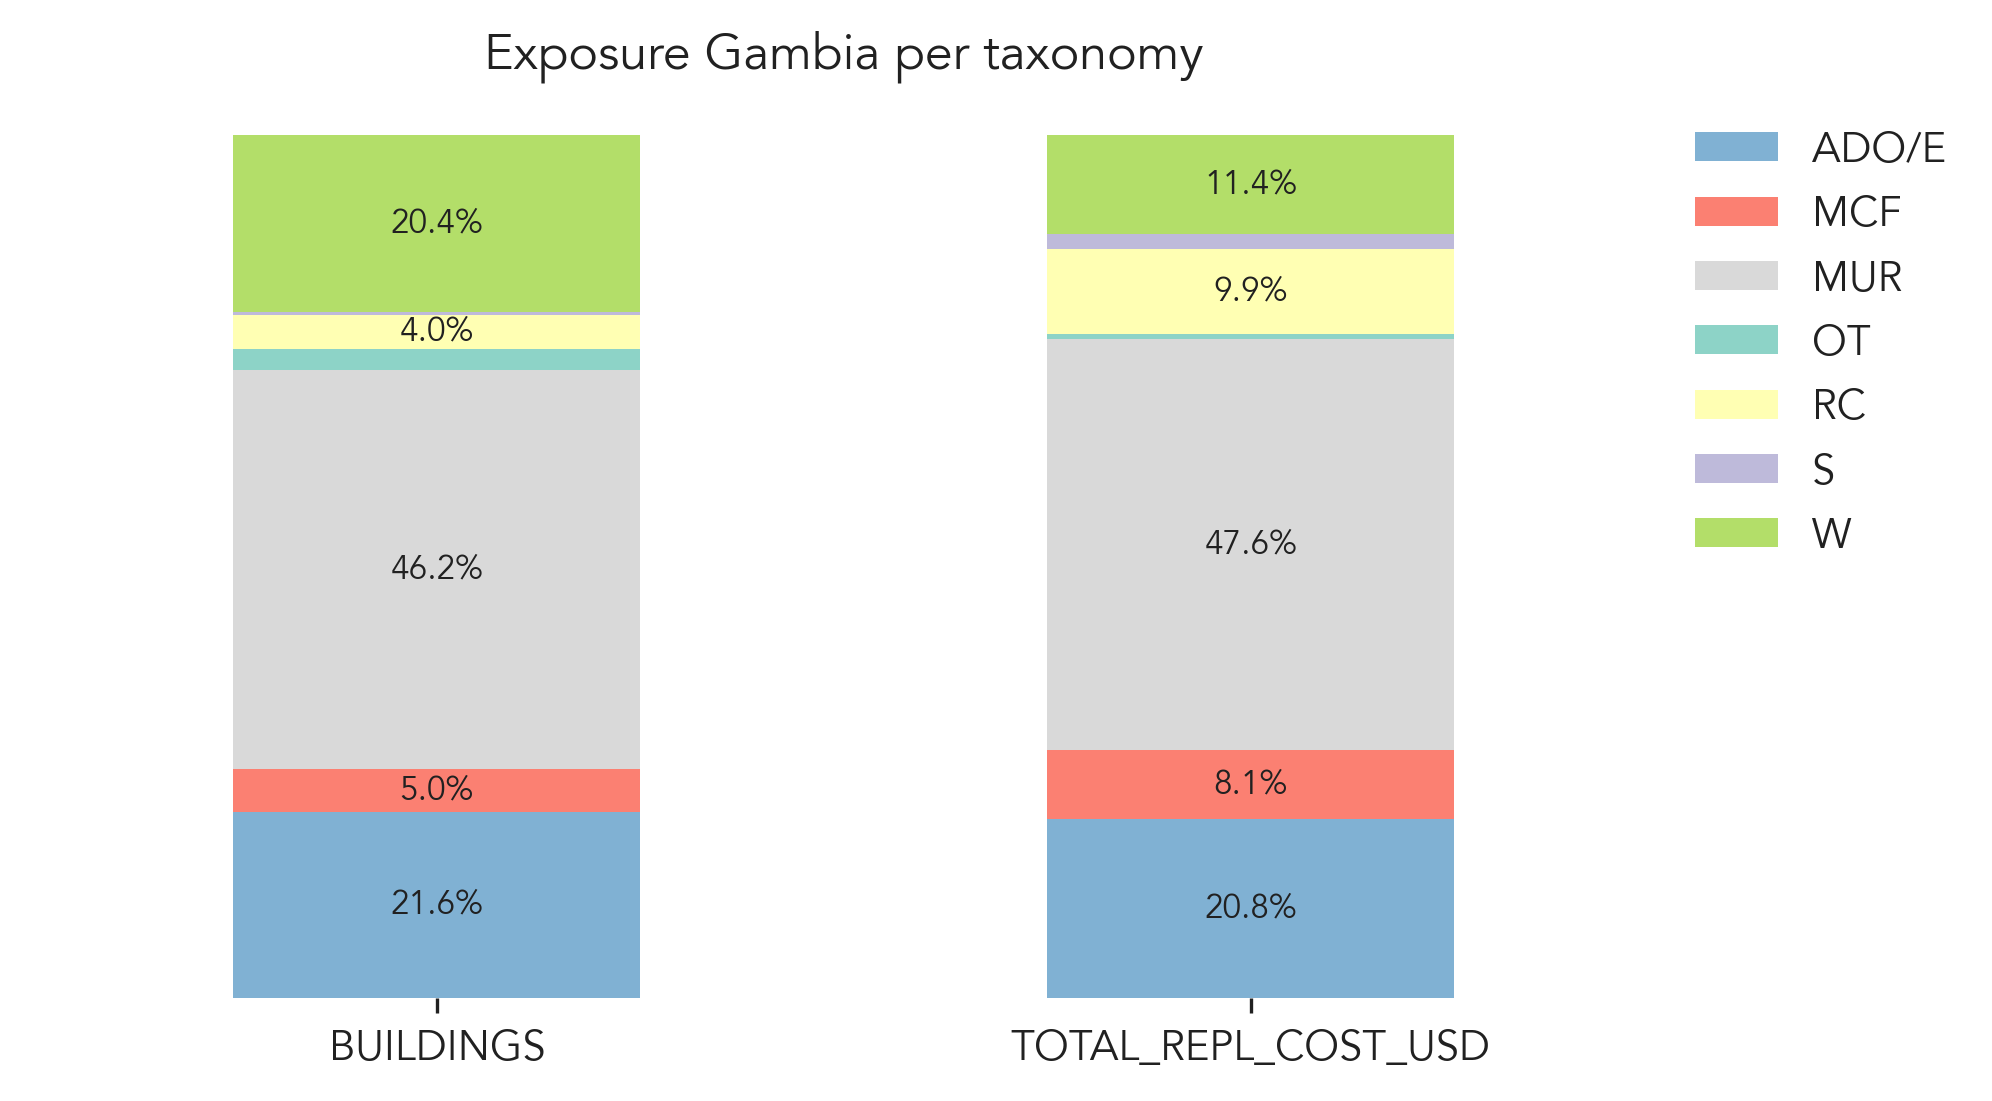 Exposure Gambia per taxonomy
20.4%
4.0%
46.2%
5.0%
21.6%
BUILDINGS
11.4%
9.9%
47.6%
8.1%
20.8%
TOTAL_REPL_COST_USD
ADO/E
MCF
MUR
OT
RC
S
W